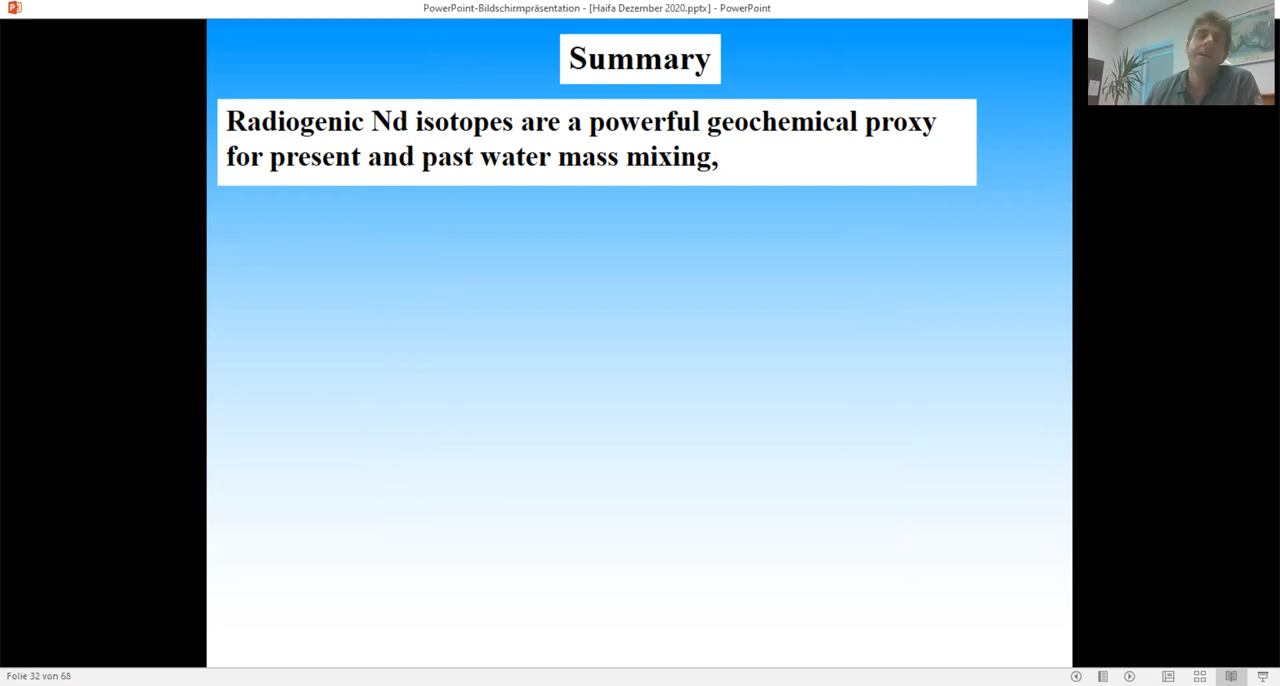 PowerPoint-Bildschirmpräsentation - [Haifa Dezember 2020.pptx] - PowerPoint
Summary
Radiogenic Nd isotopes are a powerful geochemical proxy
for present and past water mass mixing,
Folie 32 von 68